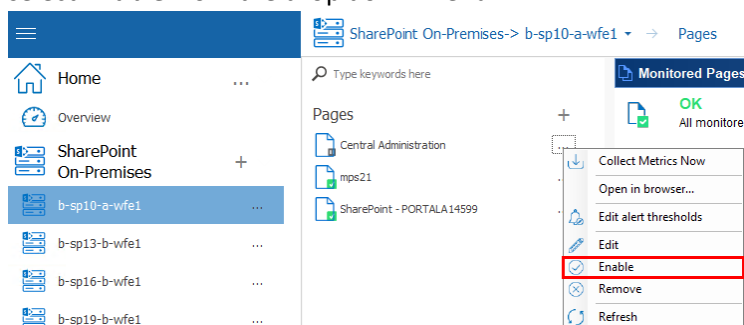 SharePoint On-Premises-> b-sp10-a-wfe1 → Pages
Home ...
Overview
SharePoint
On-Premises +
b-sp10-a-wfe1 ...
b-sp13-b-wfe1 ...
b-sp16-b-wfe1 ...
b-sp19-b-wfe1 ...
Type keywords here
Pages +
Central Administration ...
mps21
SharePoint - PORTALA14599
Monitored Pages
OK
All monitore
Collect Metrics Now
Open in browser...
Edit alert thresholds
Edit
Enable
Remove
Refresh